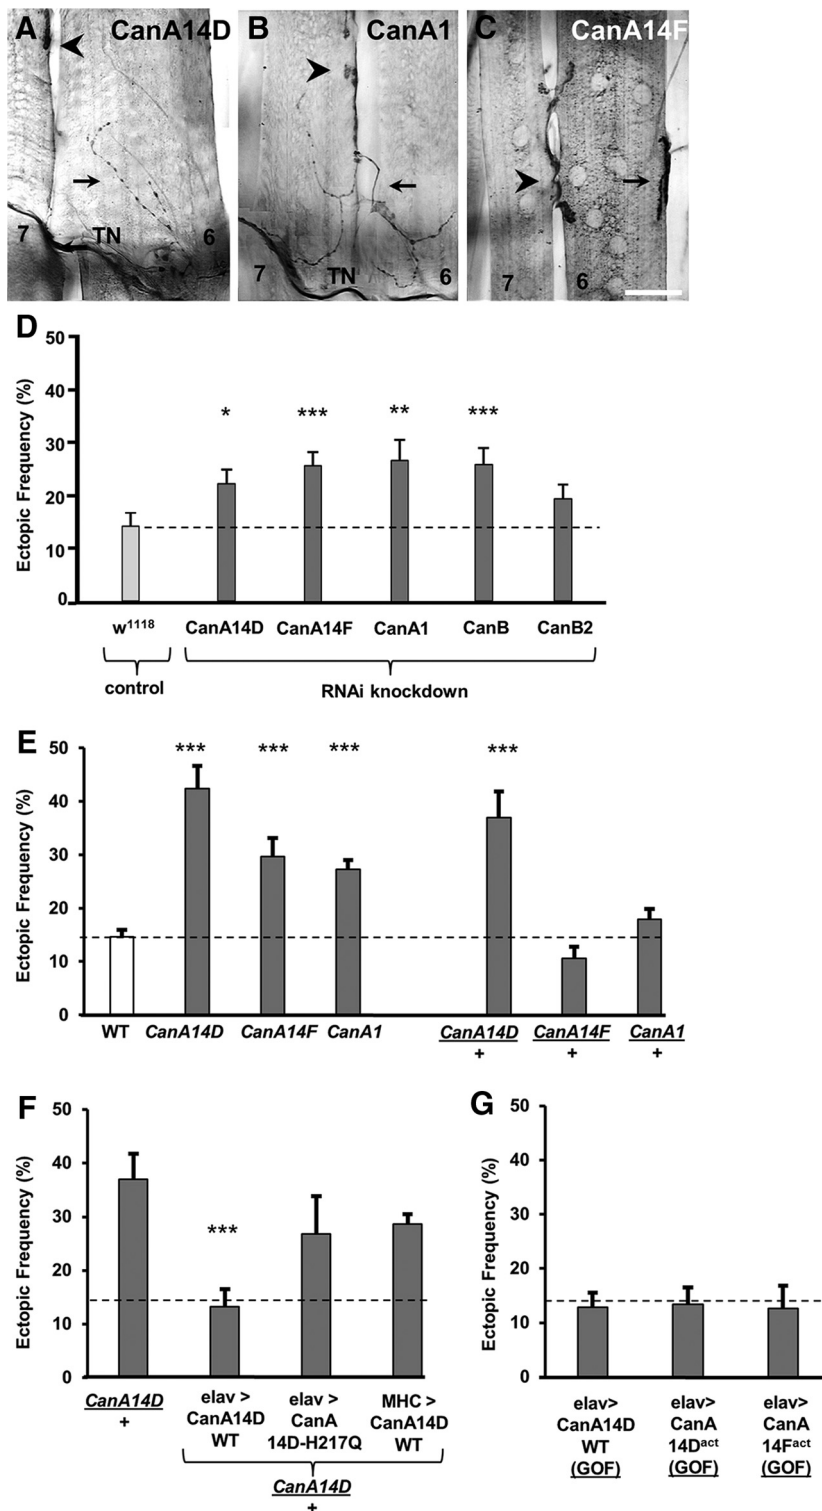 A CanA14D
B CanA1
C CanA14F
7 TN 6
7 TN 6
7 6
D
Ectopic Frequency (%)
50
40
30
20
10
0
* *** ** ***
w1118 CanA14D CanA14F CanA1 CanB CanB2
control RNAi knockdown
E
Ectopic Frequency (%)
50
40
30
20
10
0
*** *** *** ***
WT CanA14D CanA14F CanA1 CanA14D CanA14F CanA1
+ + +
F
Ectopic Frequency (%)
50
40
30
20
10
0
***
CanA14D
+
elav >
CanA14D
WT
elav >
CanA
14D-H217Q
MHC >
CanA14D
WT
CanA14D
+
G
Ectopic Frequency (%)
50
40
30
20
10
0
elav>
CanA14D
WT
(GOF)
elav>
CanA
14Dact
(GOF)
elav>
CanA
14Fact
(GOF)